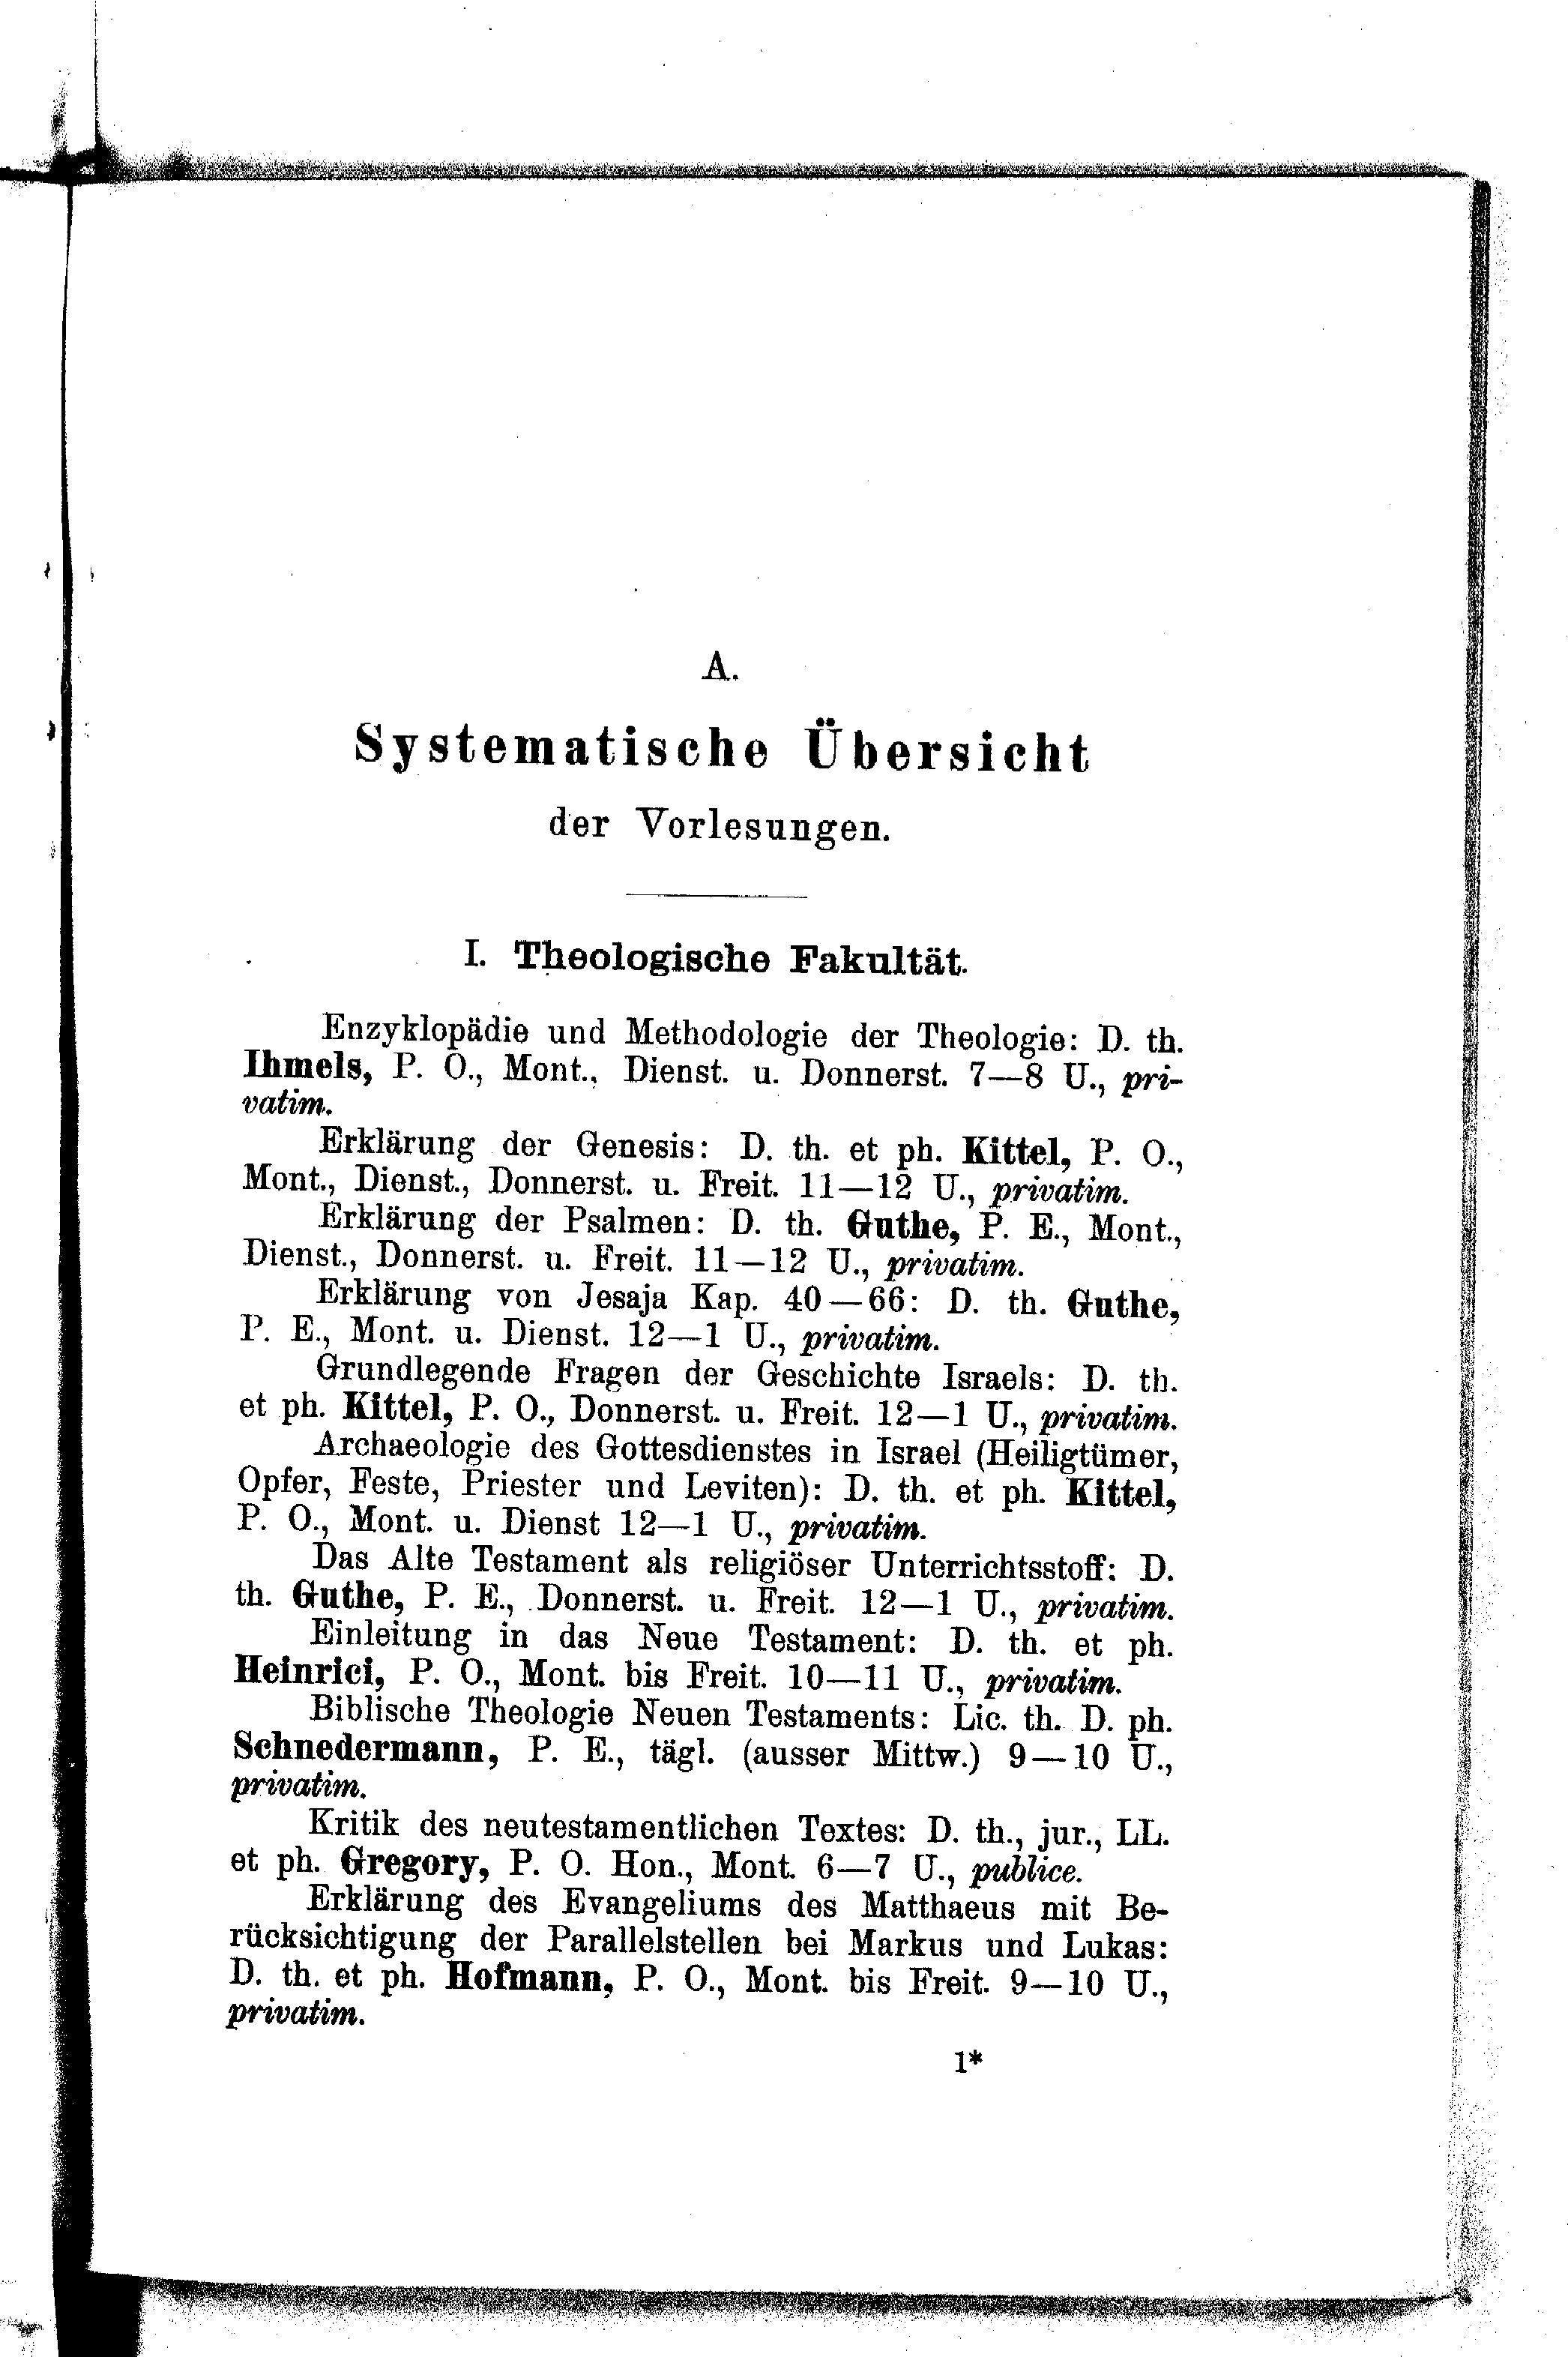 A.
Systematische Übersicht
der Vorlesungen.
I. Theologische Fakultät.
Enzyklopädie und Methodologie der Theologie: D. th.
Ihmels, P. O., Mont., Dienst. u. Donnerst. 7—8 U., pri-
vatim.
Erklärung der Genesis: D. th. et ph. Kittel, P. O.,
Mont., Dienst., Donnerst. u. Freit. 11—12 U., privatim.
Erklärung der Psalmen: D. th. Guthe, P. E., Mont.,
Dienst., Donnerst. u. Freit. 11—12 U., privatim.
Erklärung von Jesaja Kap. 40—66: D. th. Guthe,
P. E., Mont. u. Dienst. 12—1 U., privatim.
Grundlegende Fragen der Geschichte Israels: D. th.
et ph. Kittel, P. O., Donnerst. u. Freit. 12—1 U., privatim.
Archaeologie des Gottesdienstes in Israel (Heiligtümer,
Opfer, Feste, Priester und Leviten): D. th. et ph. Kittel,
P. O., Mont. u. Dienst 12—1 U., privatim.
Das Alte Testament als religiöser Unterrichtsstoff: D.
th. Guthe, P. E., Donnerst. u. Freit. 12—1 U., privatim.
Einleitung in das Neue Testament: D. th. et ph.
Heinrici, P. O., Mont. bis Freit. 10—11 U., privatim.
Biblische Theologie Neuen Testaments: Lic. th. D. ph.
Schnedermann, P. E., tägl. (ausser Mittw.) 9—10 U.,
privatim.
Kritik des neutestamentlichen Textes: D. th., jur., LL.
et ph. Gregory, P. O. Hon., Mont. 6—7 U., publice.
Erklärung des Evangeliums des Matthaeus mit Be-
rücksichtigung der Parallelstellen bei Markus und Lukas:
D. th. et ph. Hofmann, P. O., Mont. bis Freit. 9—10 U.,
privatim.
1*